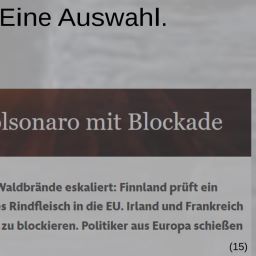 Eine Auswahl.
olsonaro mit Blockade
Waldbrände eskaliert: Finnland prüft ein
s Rindfleisch in die EU. Irland und Frankreich
zu blockieren. Politiker aus Europa schießen
(15)